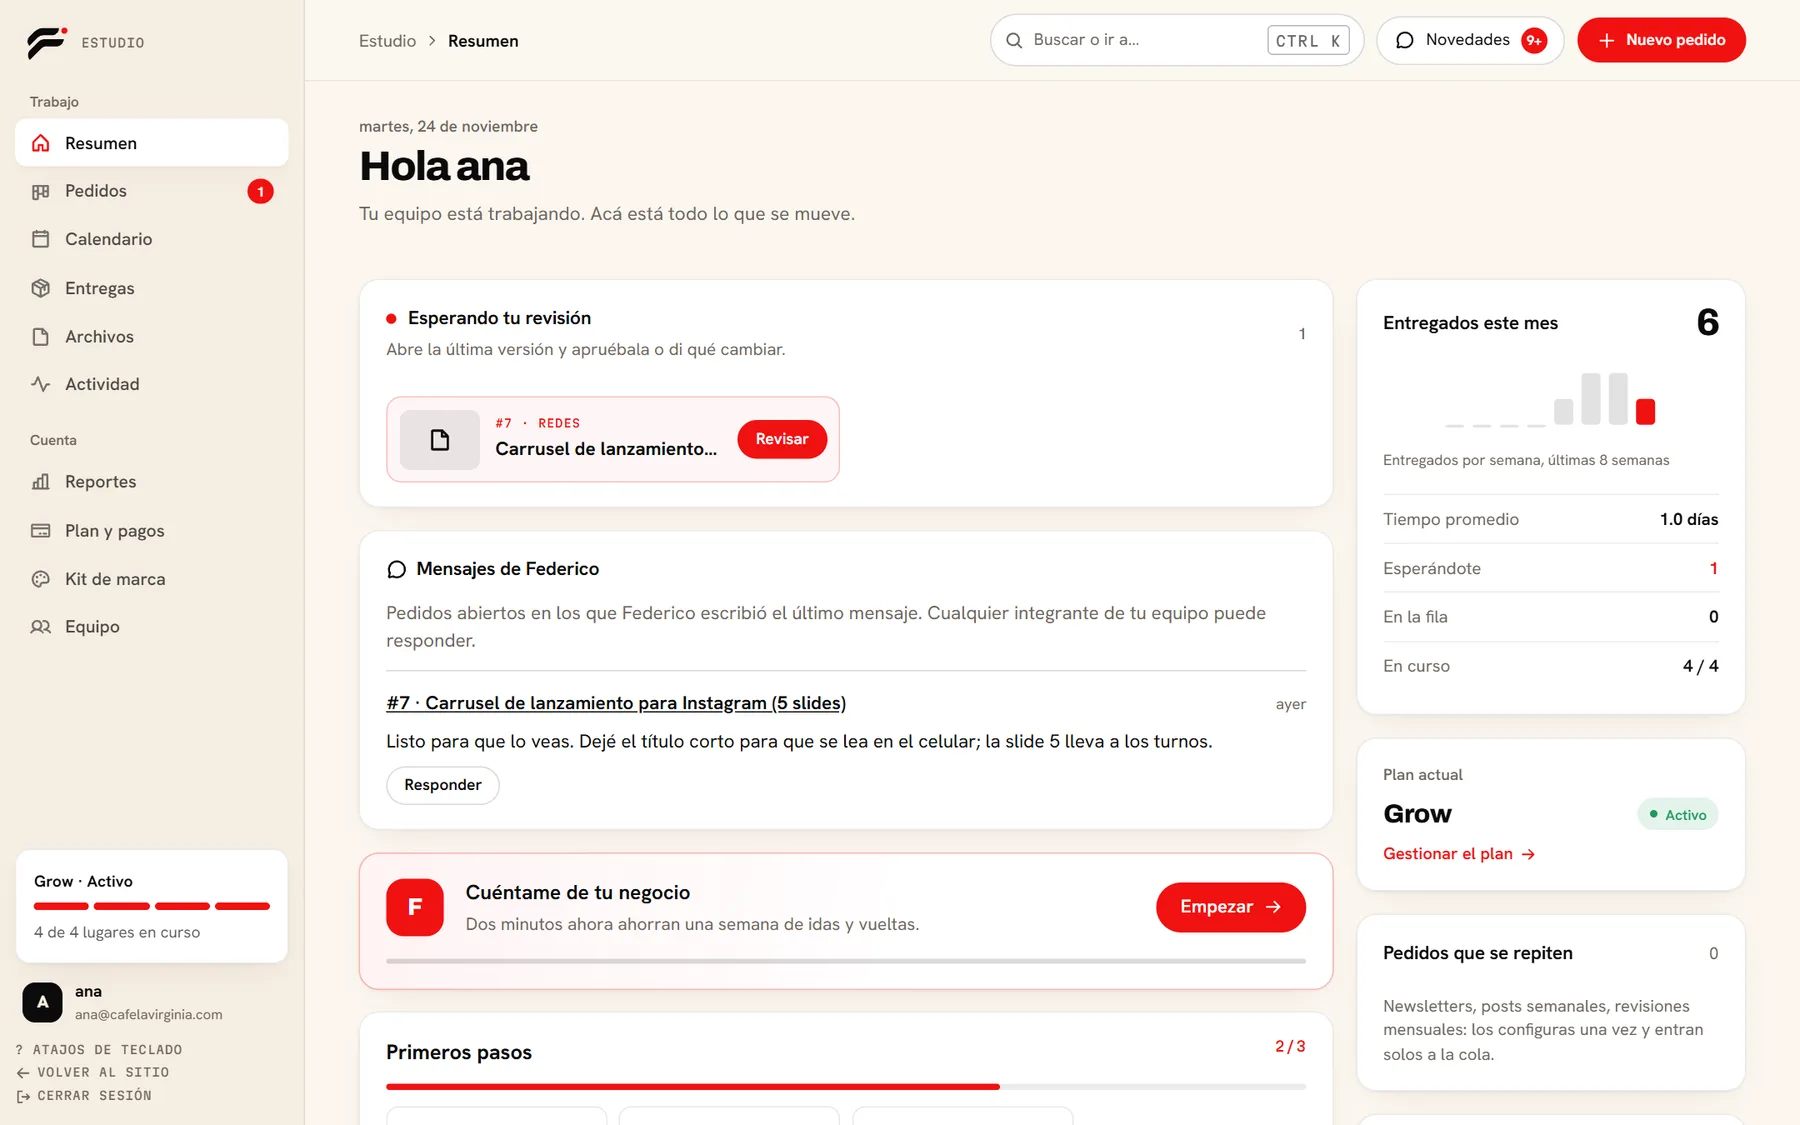 ESTUDIO
Trabajo
Resumen
Pedidos
1
Calendario
Entregas
Archivos
Actividad
Cuenta
Reportes
Plan y pagos
Kit de marca
Equipo
Grow · Activo
4 de 4 lugares en curso
A
ana
ana@cafelavirginia.com
? ATAJOS DE TECLADO
← VOLVER AL SITIO
CERRAR SESIÓN
Estudio > Resumen
Buscar o ir a...
CTRL K
Novedades 9+
+ Nuevo pedido
martes, 24 de noviembre
Hola ana
Tu equipo está trabajando. Acá está todo lo que se mueve.
Esperando tu revisión
1
Abre la última versión y apruébala o di qué cambiar.
#7 · REDES
Carrusel de lanzamiento...
Revisar
Mensajes de Federico
Pedidos abiertos en los que Federico escribió el último mensaje. Cualquier integrante de tu equipo puede
responder.
#7 · Carrusel de lanzamiento para Instagram (5 slides)
ayer
Listo para que lo veas. Dejé el título corto para que se lea en el celular; la slide 5 lleva a los turnos.
Responder
F
Cuéntame de tu negocio
Dos minutos ahora ahorran una semana de idas y vueltas.
Empezar →
Primeros pasos
2/3
Entregados este mes
6
Entregados por semana, últimas 8 semanas
Tiempo promedio
1.0 días
Esperándote
1
En la fila
0
En curso
4 / 4
Plan actual
Grow
Activo
Gestionar el plan →
Pedidos que se repiten
0
Newsletters, posts semanales, revisiones
mensuales: los configuras una vez y entran
solos a la cola.